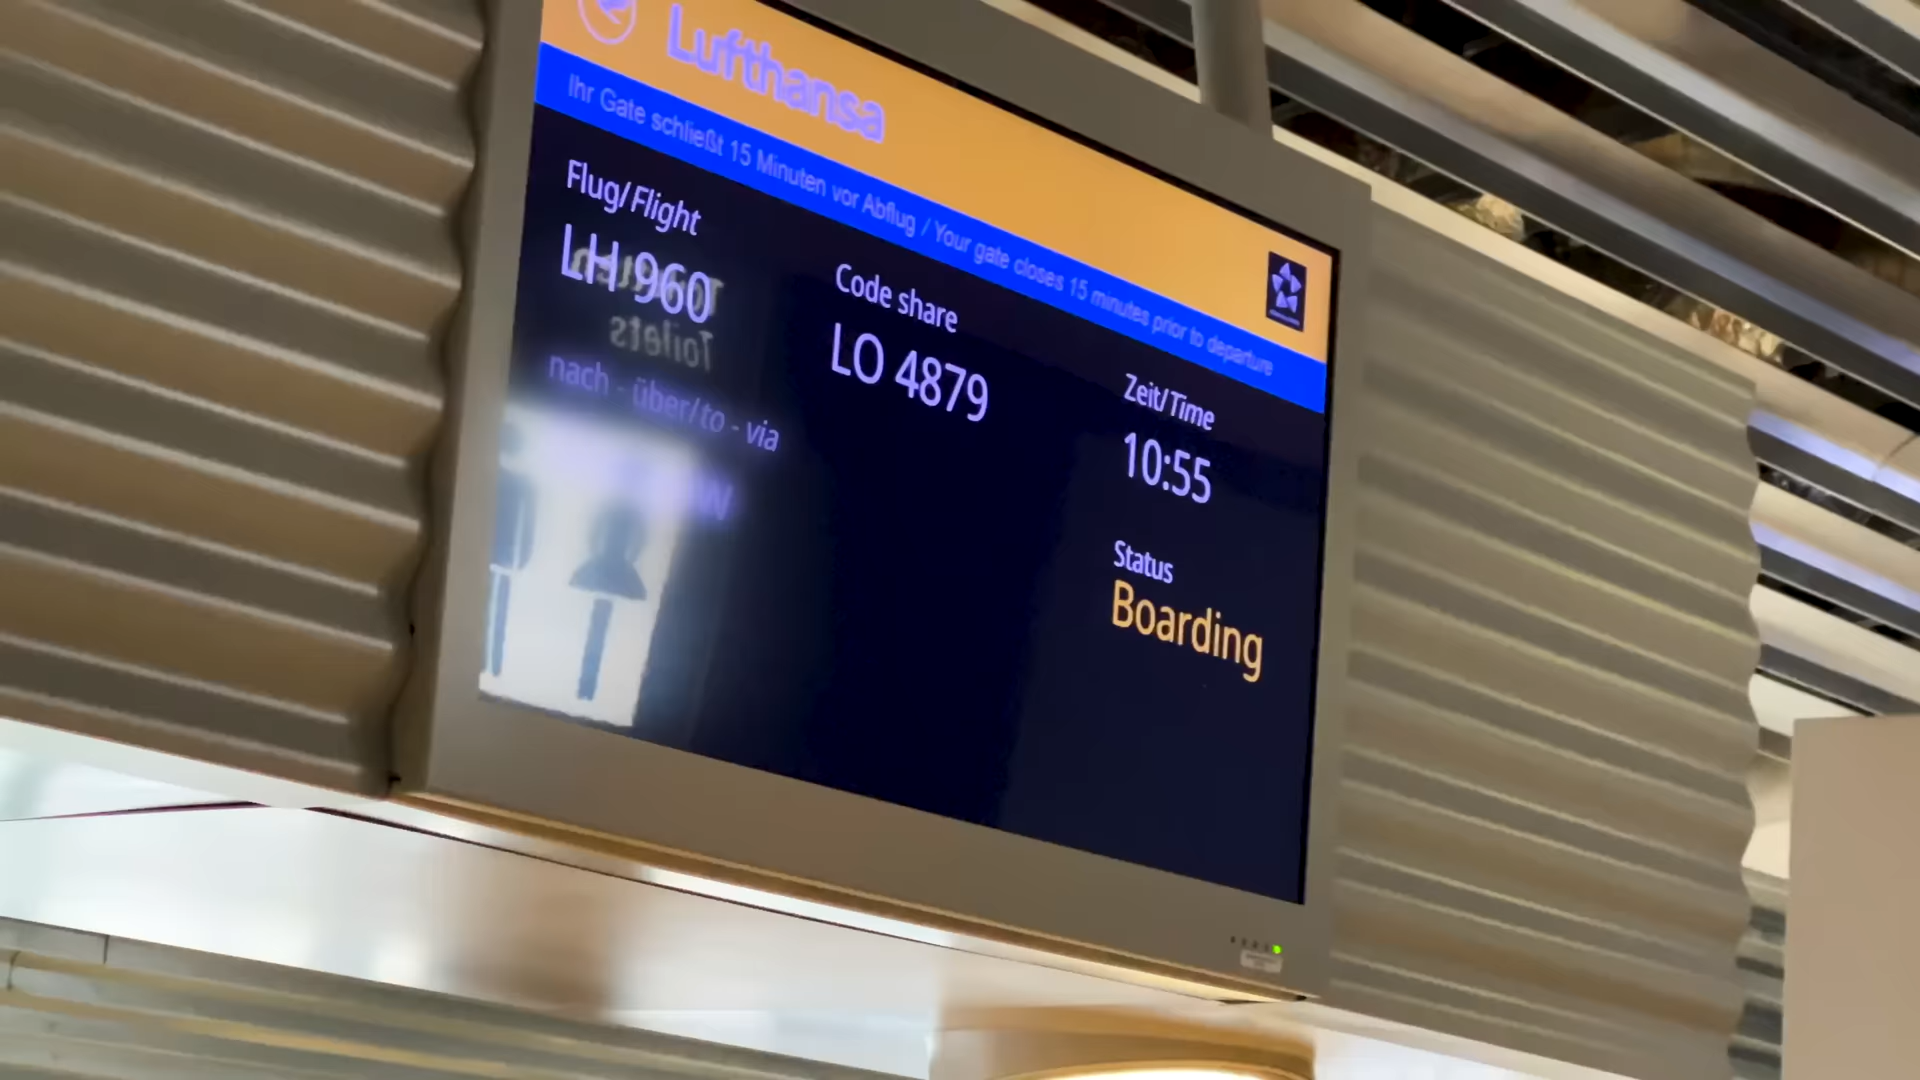 Lufthansa
Ihr Gate schließt 15 Minuten vor Abflug / Your gate closes 15 minutes prior to departure
Flug/Flight
LH 960
Code share
LO 4879
Zeit/Time
10:55
Toilets
nach - über/to - via
Status
Boarding